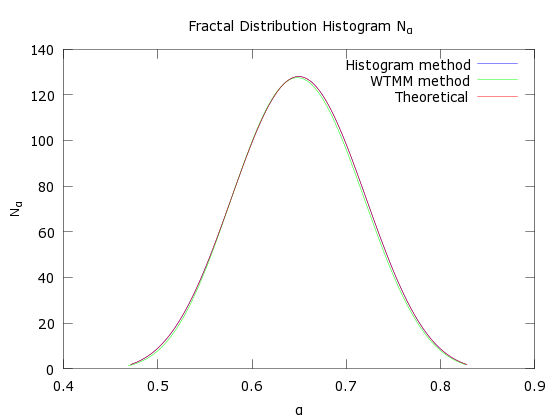 Fractal Distribution Histogram Nα
140
120
100
80
60
40
20
0
Nα
Histogram method
WTMM method
Theoretical
0.4 0.5 0.6 0.7 0.8 0.9
α